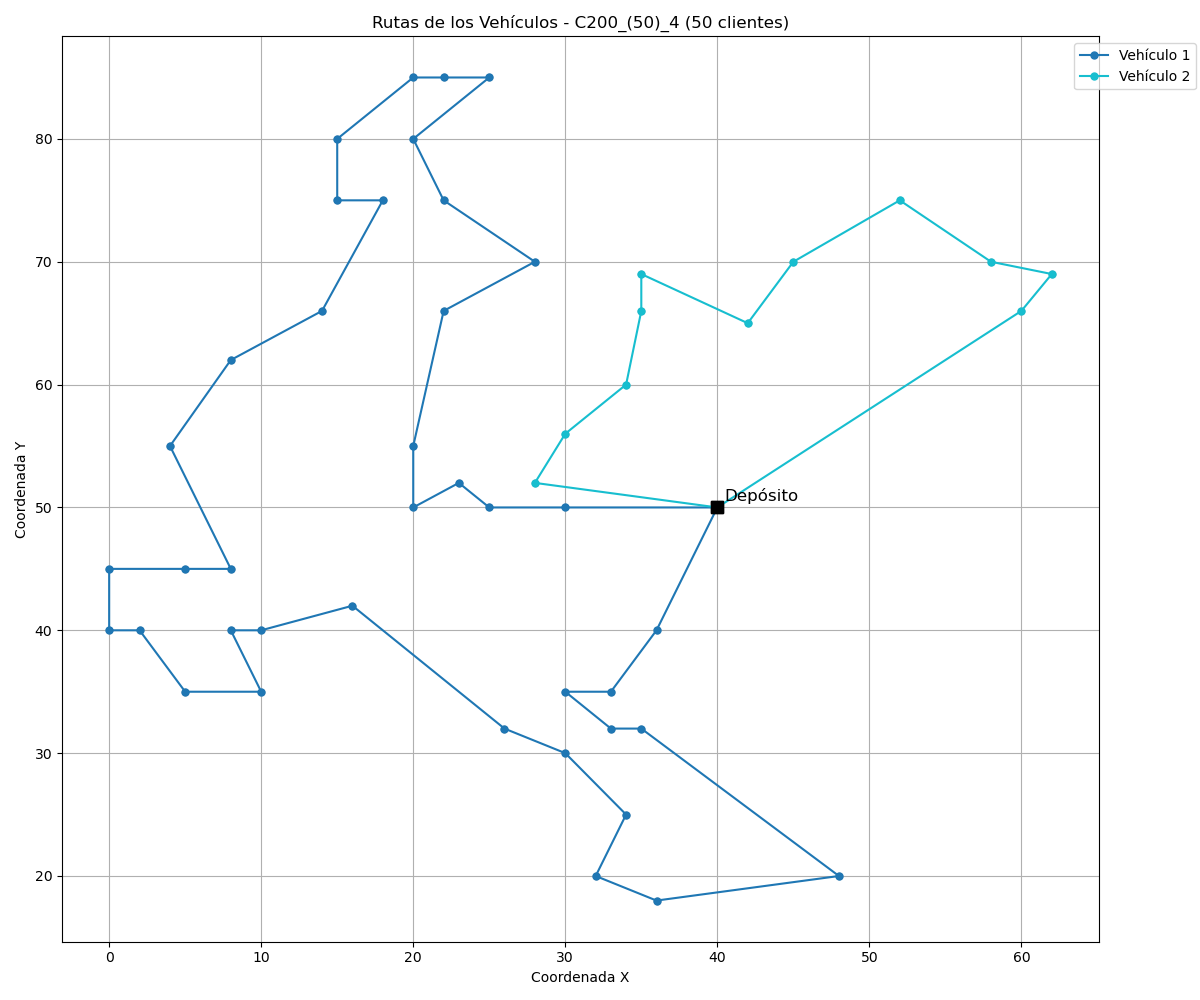 Rutas de los Vehículos - C200_(50)_4 (50 clientes)
Vehículo 1
Vehículo 2
Depósito
Coordenada Y
80
70
60
50
40
30
20
0 10 20 30 40 50 60
Coordenada X